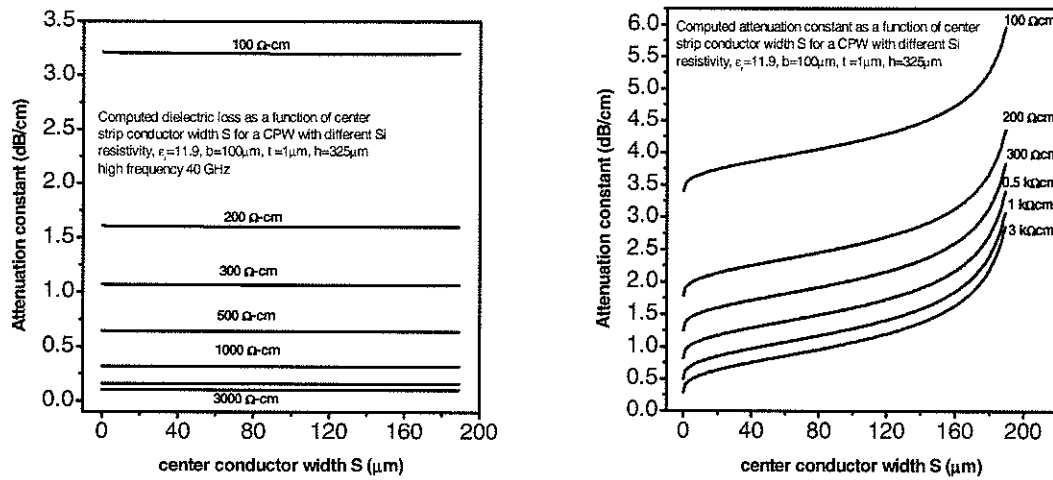 3.5
3.0
2.5
2.0
1.5
1.0
0.5
0.0
Attenuation constant (dB/cm)
100 Ω-cm
Computed dielectric loss as a function of center
strip conductor width S for a CPW with different Si
resistivity, εr=11.9, b=100μm, t =1μm, h=325μm
high frequency 40 GHz
200 Ω-cm
300 Ω-cm
500 Ω-cm
1000 Ω-cm
3000 Ω-cm
0 40 80 120 160 200
center conductor width S (μm)
6.0
5.5
5.0
4.5
4.0
3.5
3.0
2.5
2.0
1.5
1.0
0.5
0.0
Attenuation constant (dB/cm)
Computed attenuation constant as a function of center
strip conductor width S for a CPW with different Si
resistivity, εr=11.9, b=100μm, t =1μm, h=325μm
100 Ωcm
200 Ωcm
300 Ωcm
0.5 kΩcm
1 kΩcm
3 kΩcm
0 40 80 120 160 200
center conductor width S (μm)